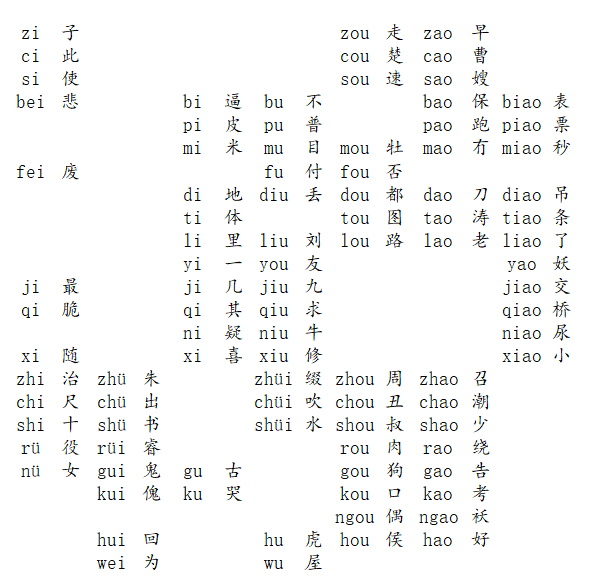 zi 子 zou 走 zao 早
ci 此 cou 楚 cao 曹
si 使 sou 速 sao 嫂
bei 悲 bi 逼 bu 不 bao 保 biao 表
pi 皮 pu 普 pao 跑 piao 票
mi 米 mu 目 mou 牡 mao 冇 miao 秒
fei 废 fu 付 fou 否
di 地 diu 丢 dou 都 dao 刀 diao 吊
ti 体 tou 图 tao 涛 tiao 条
li 里 liu 刘 lou 路 lao 老 liao 了
yi 一 you 友 yao 妖
ji 最 ji 几 jiu 九 jiao 交
qi 脆 qi 其 qiu 求 qiao 桥
ni 疑 niu 牛 niao 尿
xi 随 xi 喜 xiu 修 xiao 小
zhi 治 zhü 朱 zhüi 缀 zhou 周 zhao 召
chi 尺 chü 出 chüi 吹 chou 丑 chao 潮
shi 十 shü 书 shüi 水 shou 叔 shao 少
rü 役 rüi 睿 rou 肉 rao 绕
nü 女 gui 鬼 gu 古 gou 狗 gao 告
kui 傀 ku 哭 kou 口 kao 考
ngou 偶 ngao 袄
hui 回 hu 虎 hou 侯 hao 好
wei 为 wu 屋